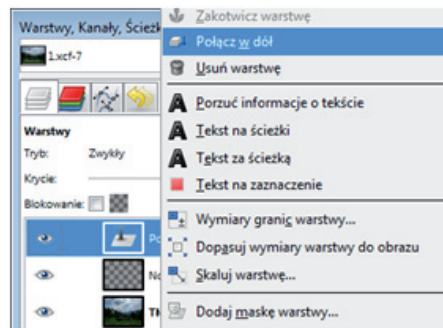 Warstwy, Kanały, Ścieżk
1.xcf-7
Warstwy
Tryb: Zwykły
Krycie:
Blokowanie:
Po
No
Zakotwicz warstwę
Połącz w dół
Usuń warstwę
Porzuć informacje o tekście
Tekst na ścieżki
Tekst za ścieżką
Tekst na zaznaczenie
Wymiary granic warstwy...
Dopasuj wymiary warstwy do obrazu
Skaluj warstwę...
Dodaj maskę warstwy...